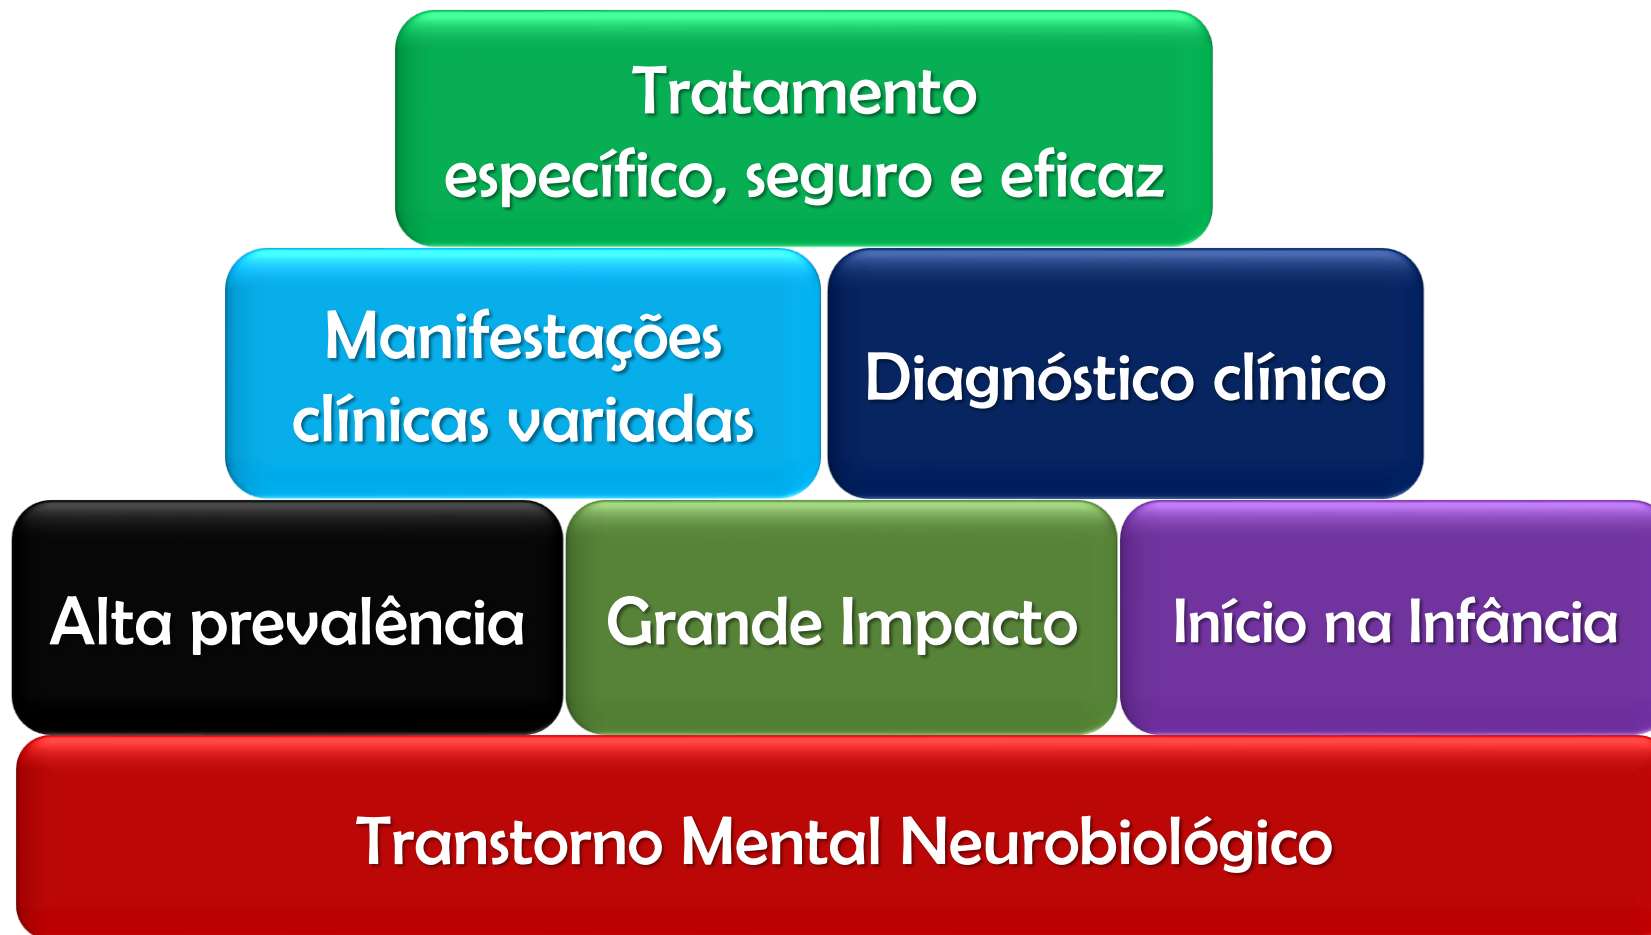 Tratamento
específico, seguro e eficaz
Manifestações
clínicas variadas
Diagnóstico clínico
Alta prevalência
Grande Impacto
Início na Infância
Transtorno Mental Neurobiológico